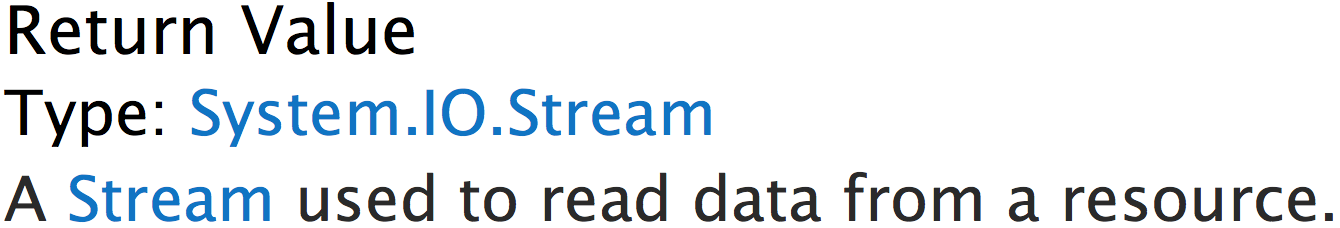 Return Value
Type: System.IO.Stream
A Stream used to read data from a resource.